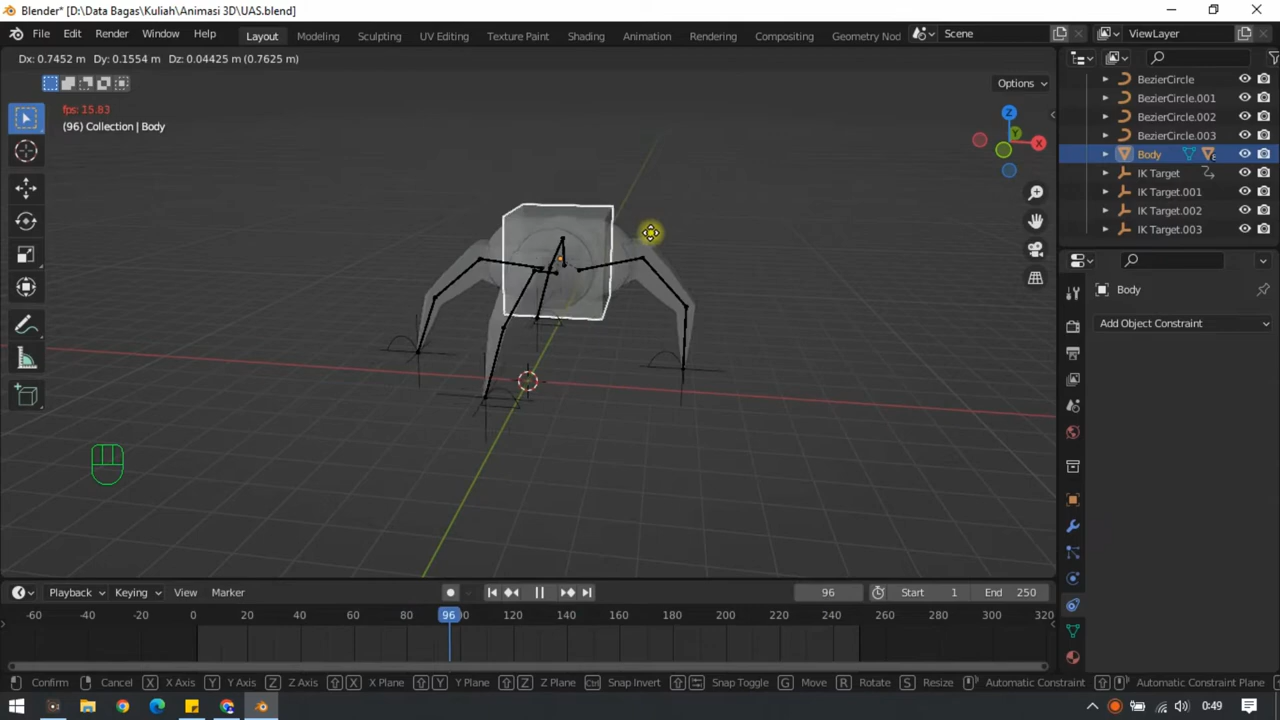 Blender* [D:\Data Bagas\Kuliah\Animasi 3D\UAS.blend]
File Edit Render Window Help Layout Modeling Sculpting UV Editing Texture Paint Shading Animation Rendering Compositing Geometry Nod Scene ViewLayer
Dx: 0.7452 m Dy: 0.1554 m Dz: 0.04425 m (0.7625 m)
Options
fps: 15.83
(96) Collection | Body
Z
Y
X
BezierCircle
BezierCircle.001
BezierCircle.002
BezierCircle.003
Body
IK Target
IK Target.001
IK Target.002
IK Target.003
Body
Add Object Constraint
Playback Keying View Marker 96 Start 1 End 250
-60 -40 -20 0 20 40 60 80 96 120 140 160 180 200 220 240 260 280 300 320
Confirm Cancel X X Axis Y Y Axis Z Z Axis X X Plane Y Y Plane Z Z Plane Ctrl Snap Invert Snap Toggle G Move R Rotate S Resize Automatic Constraint Automatic Constraint Plane
0:49